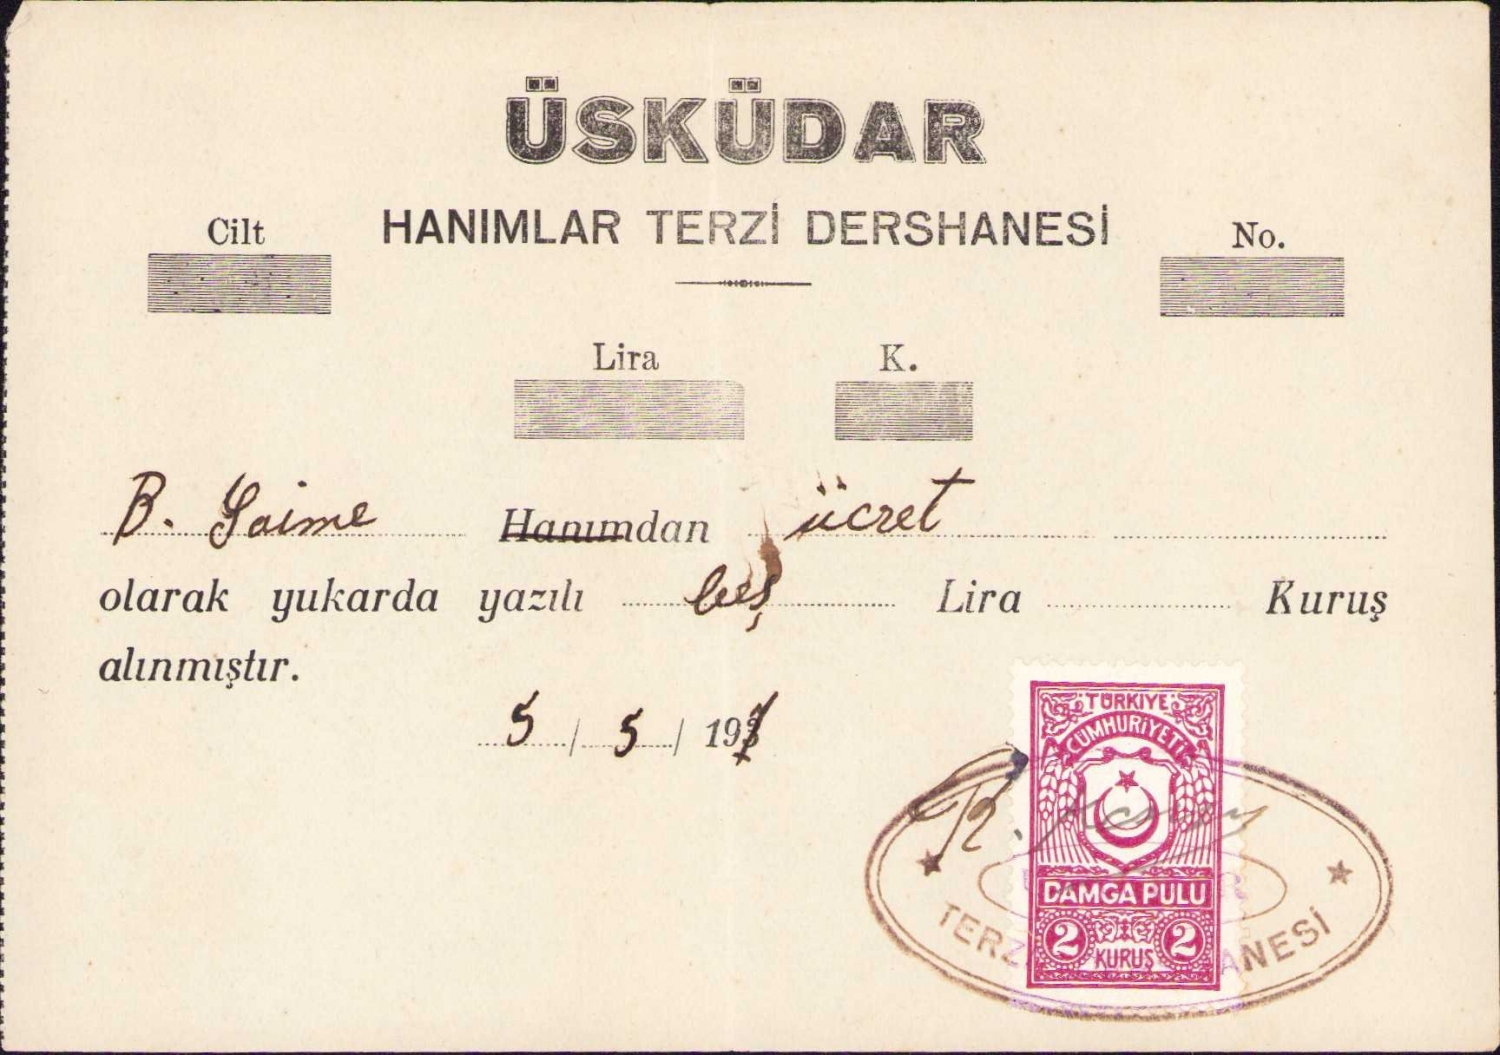 ÜSKÜDAR
HANIMLAR TERZİ DERSHANESİ
Cilt
No.
Lira K.
B. Saime Hanımdan ücret
olarak yukarda yazılı beş Lira Kuruş
alınmıştır.
5 / 5 / 193
TÜRKİYE
CUMHURİYETİ
DAMGA PULU
2 KURUŞ 2
TERZ ANESİ